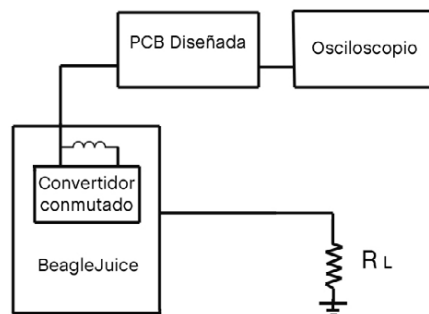 PCB Diseñada
Osciloscopio
Convertidor
conmutado
BeagleJuice
R L